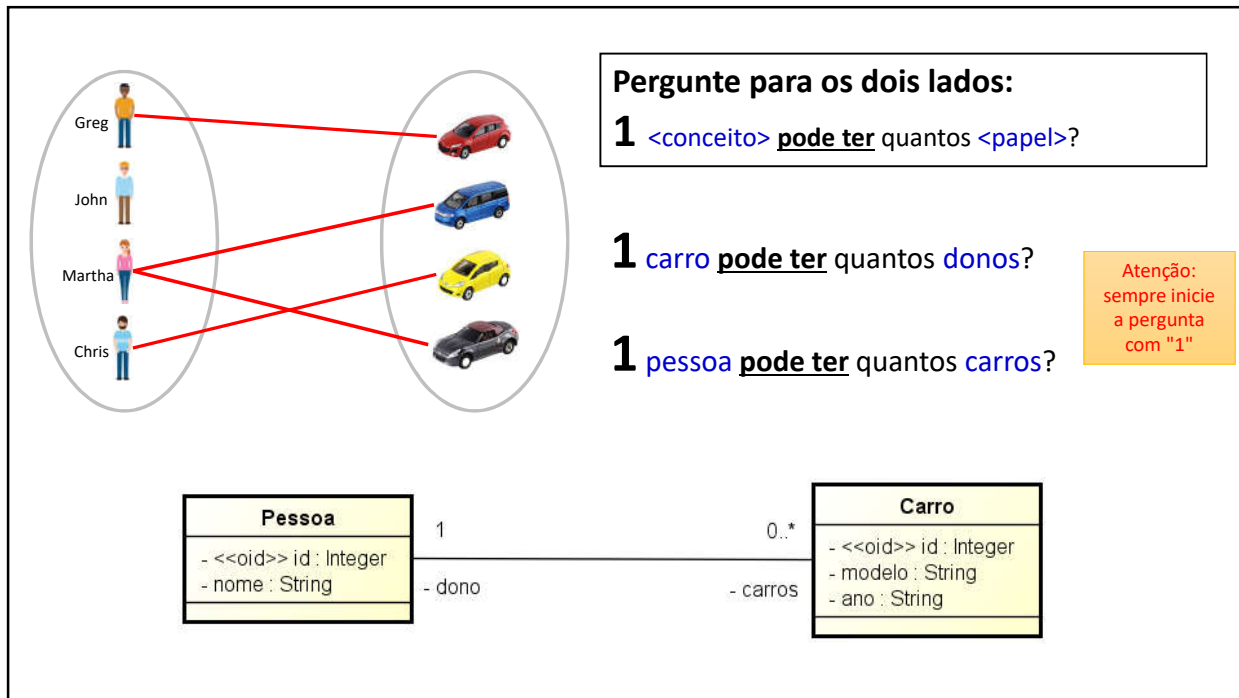 Greg
John
Martha
Chris
Pergunte para os dois lados:
1 <conceito> pode ter quantos <papel>?
1 carro pode ter quantos donos?
1 pessoa pode ter quantos carros?
Atenção:
sempre inicie
a pergunta
com "1"
Pessoa
- <<oid>> id : Integer
- nome : String
1
- dono
0..*
- carros
Carro
- <<oid>> id : Integer
- modelo : String
- ano : String